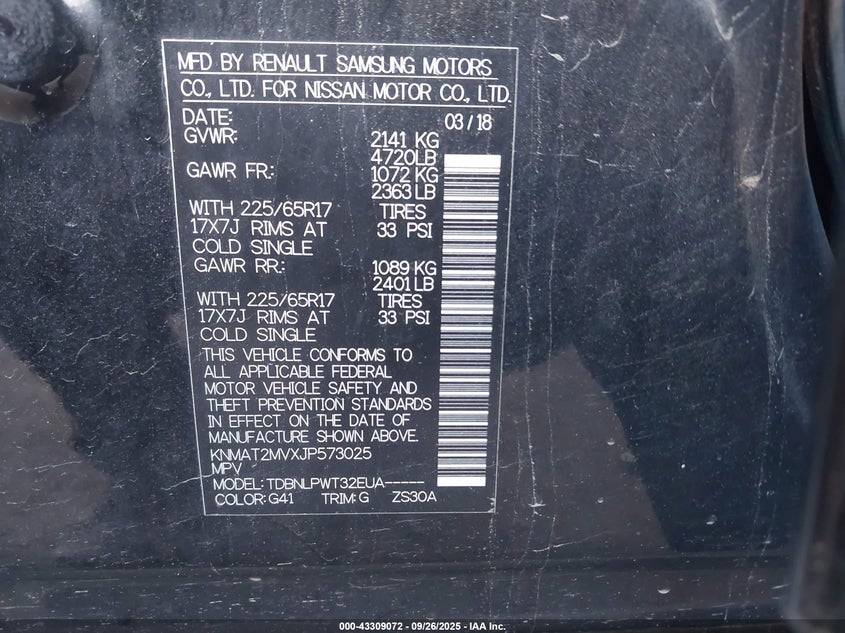 MFD BY RENAULT SAMSUNG MOTORS
CO., LTD. FOR NISSAN MOTOR CO., LTD.
DATE: 03 / 18
GVWR: 2141 KG
4720LB
GAWR FR.: 1072 KG
2363 LB
WITH 225/65R17 TIRES
17X7J RIMS AT 33 PSI
COLD SINGLE
GAWR RR.: 1089 KG
2401 LB
WITH 225/65R17 TIRES
17X7J RIMS AT 33 PSI
COLD SINGLE
THIS VEHICLE CONFORMS TO
ALL APPLICABLE FEDERAL
MOTOR VEHICLE SAFETY AND
THEFT PREVENTION STANDARDS
IN EFFECT ON THE DATE OF
MANUFACTURE SHOWN ABOVE.
KNMAT2MVXJP573025
MPV
MODEL: TDBNLPWT32EUA-----
COLOR: G41 TRIM: G ZS30A
000-43309072 - 09/26/2025 - IAA Inc.